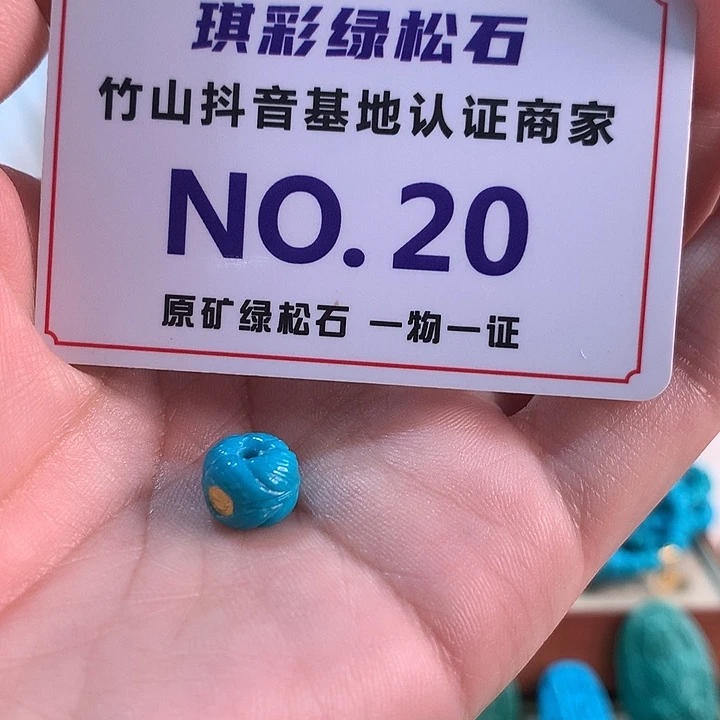 琪彩绿松石
竹山抖音基地认证商家
NO.20
原矿绿松石 一物一证